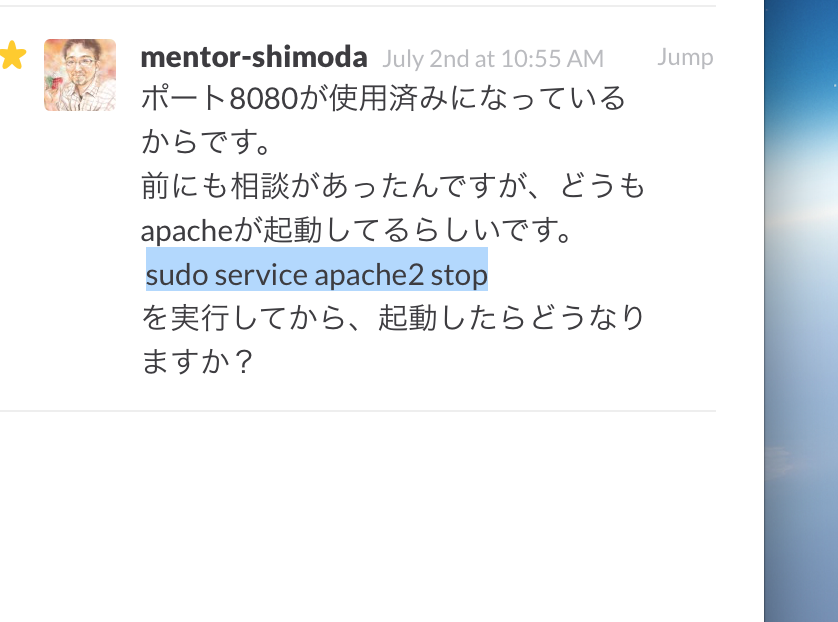 mentor-shimoda July 2nd at 10:55 AM Jump
ポート8080が使用済みになっている
からです。
前にも相談があったんですが、どうも
apacheが起動してるらしいです。
sudo service apache2 stop
を実行してから、起動したらどうなり
ますか？